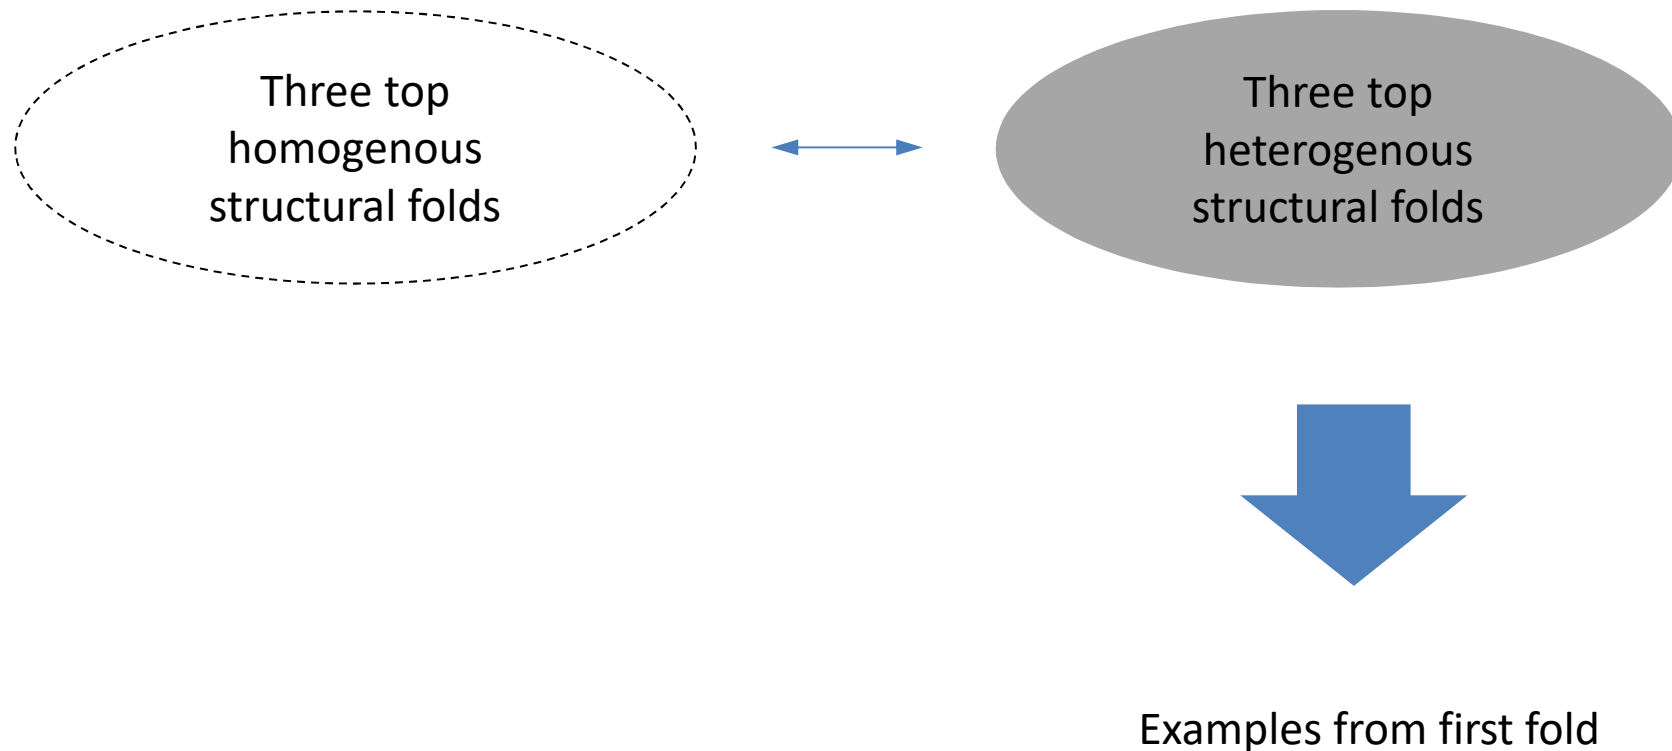 Three top
homogenous
structural folds
Three top
heterogenous
structural folds
Examples from first fold